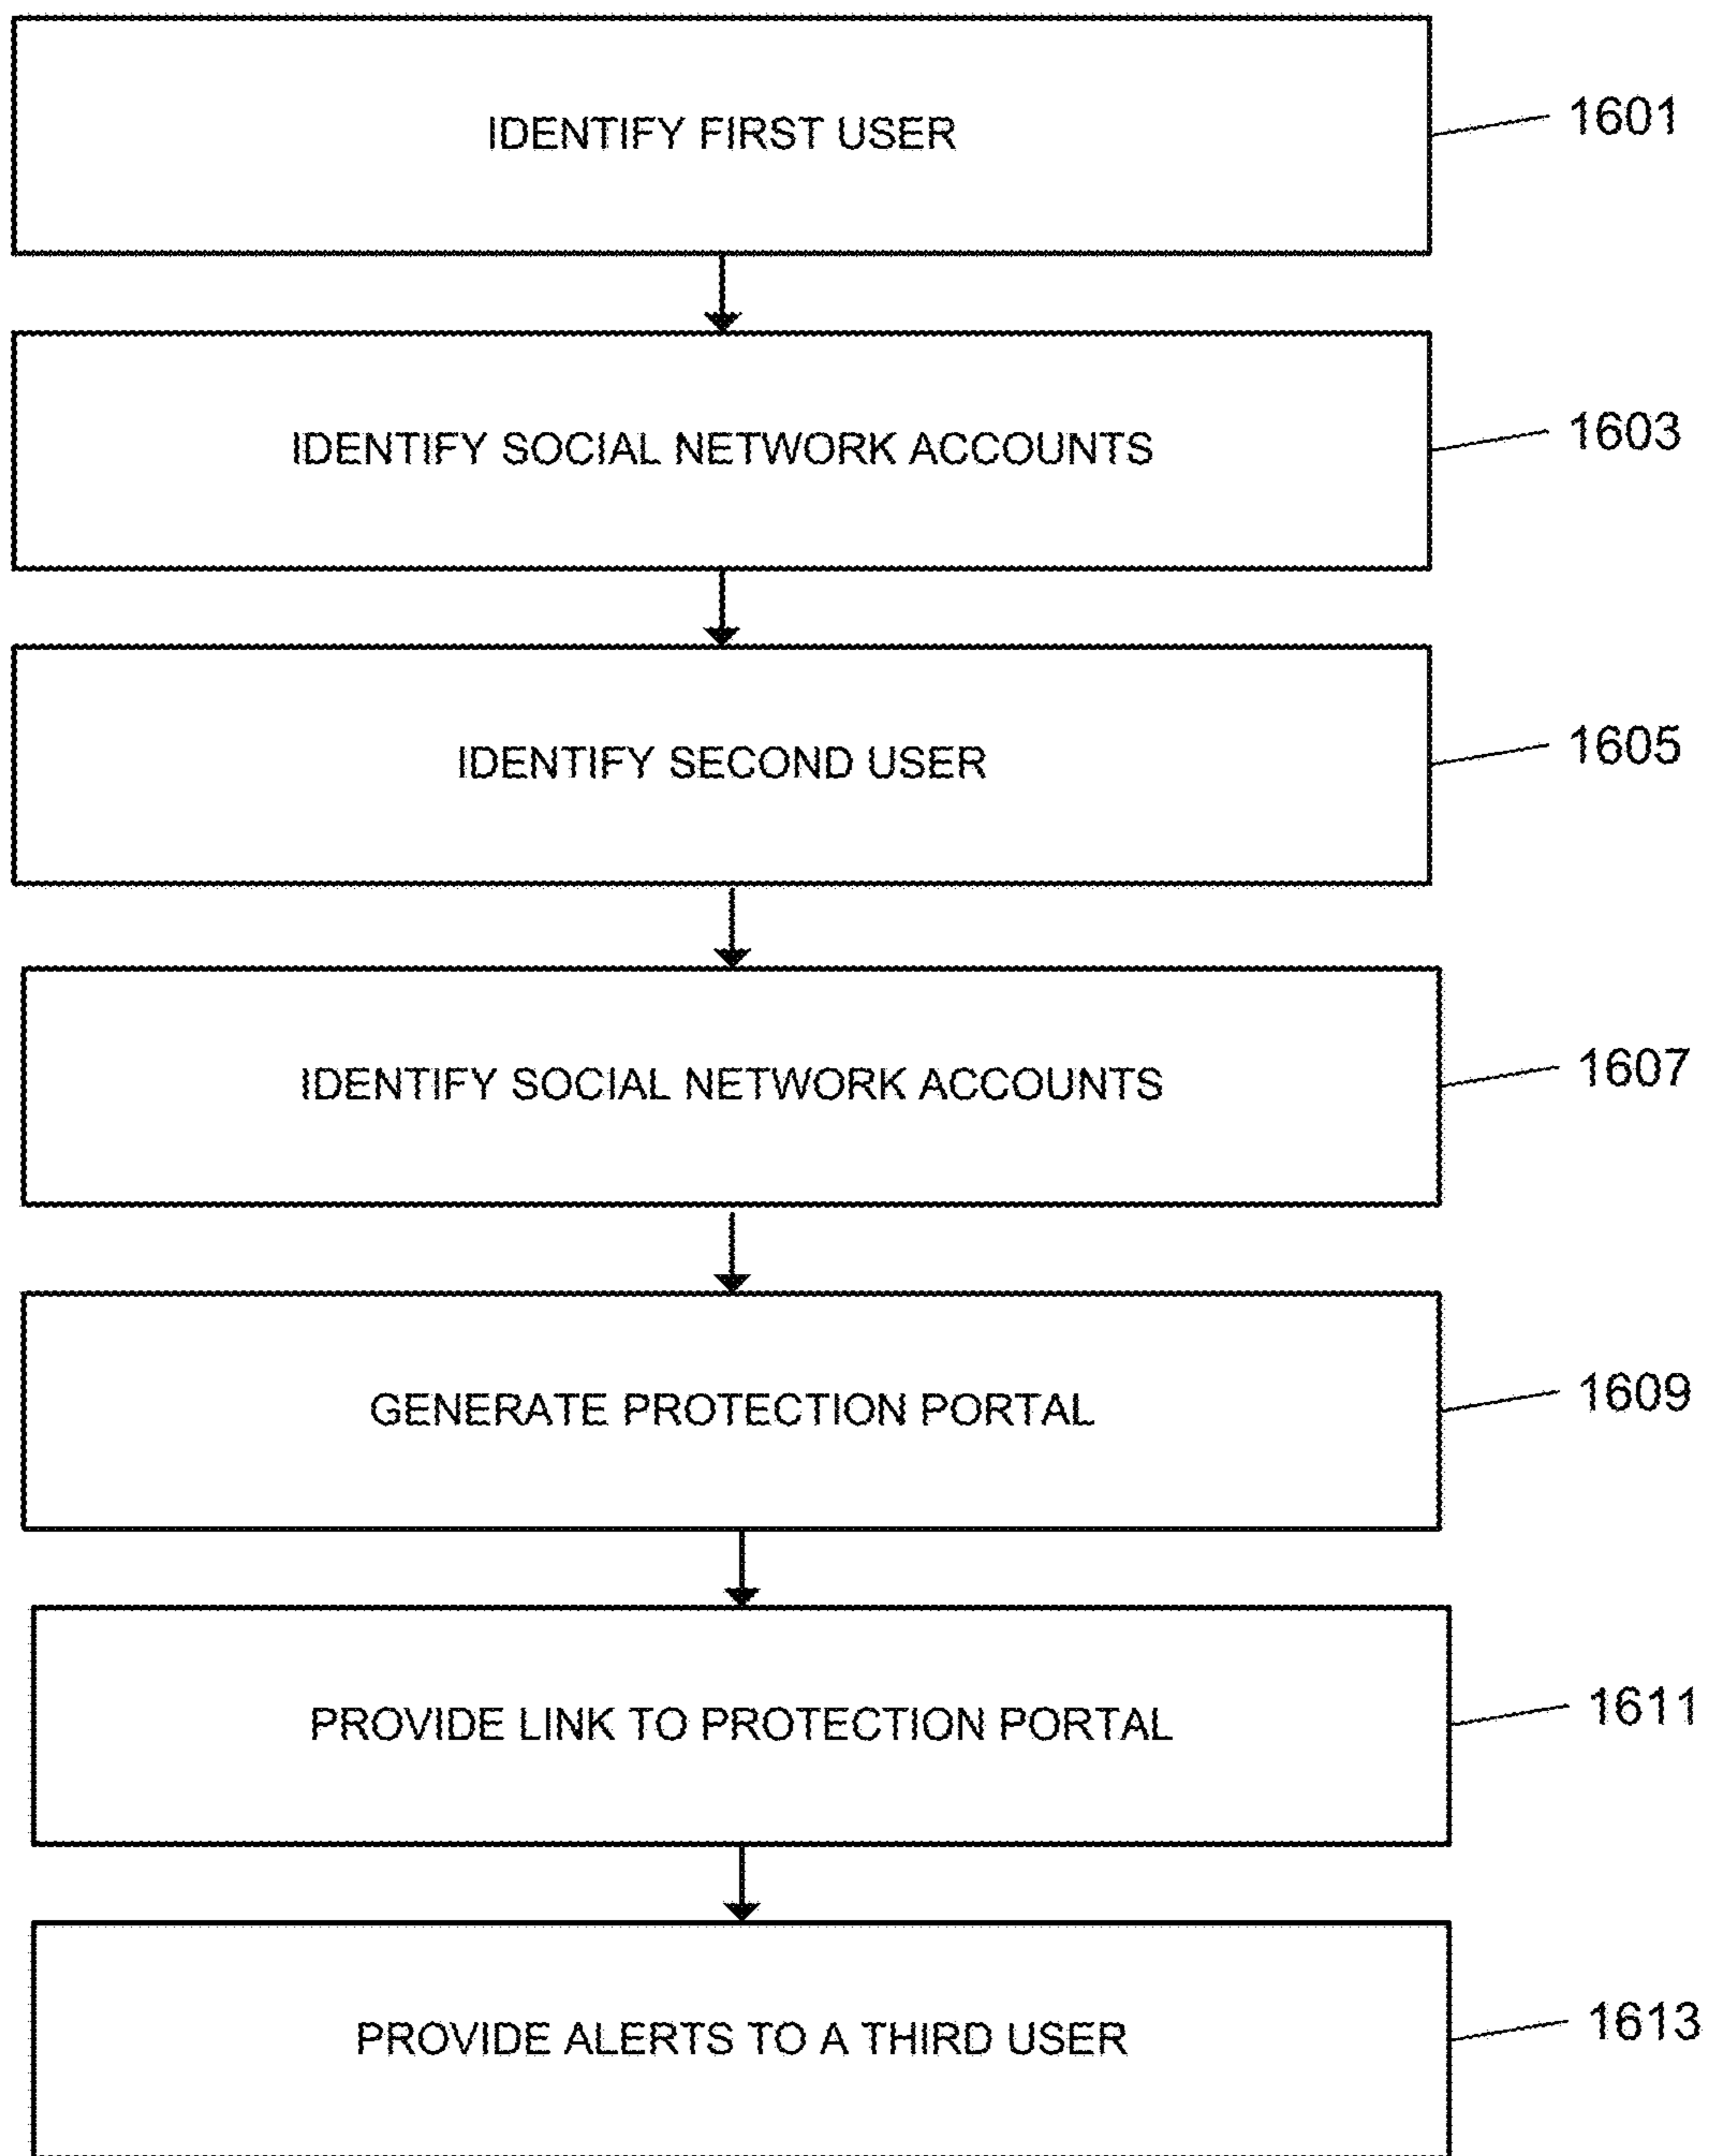 IDENTIFY FIRST USER
1601
IDENTIFY SOCIAL NETWORK ACCOUNTS
1603
IDENTIFY SECOND USER
1605
IDENTIFY SOCIAL NETWORK ACCOUNTS
1607
GENERATE PROTECTION PORTAL
1609
PROVIDE LINK TO PROTECTION PORTAL
1611
PROVIDE ALERTS TO A THIRD USER
1613